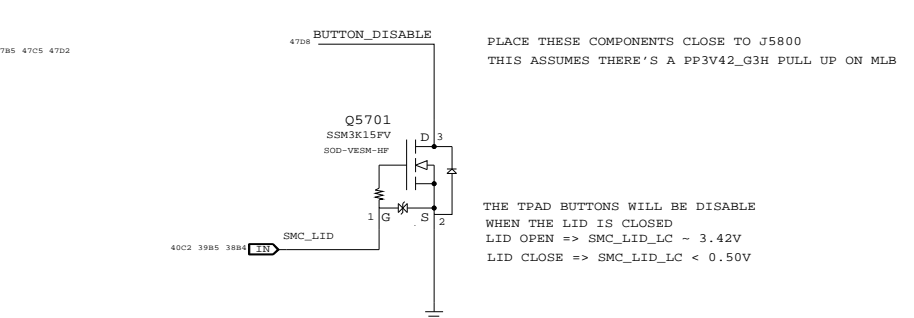 47D8 BUTTON_DISABLE
PLACE THESE COMPONENTS CLOSE TO J5800
7B5 47C5 47D2
THIS ASSUMES THERE'S A PP3V42_G3H PULL UP ON MLB
Q5701
SSM3K15FV
SOD-VESM-HF
D 3
1 G S 2
SMC_LID
40C2 39B5 38B4 IN
THE TPAD BUTTONS WILL BE DISABLE
WHEN THE LID IS CLOSED
LID OPEN => SMC_LID_LC ~ 3.42V
LID CLOSE => SMC_LID_LC < 0.50V